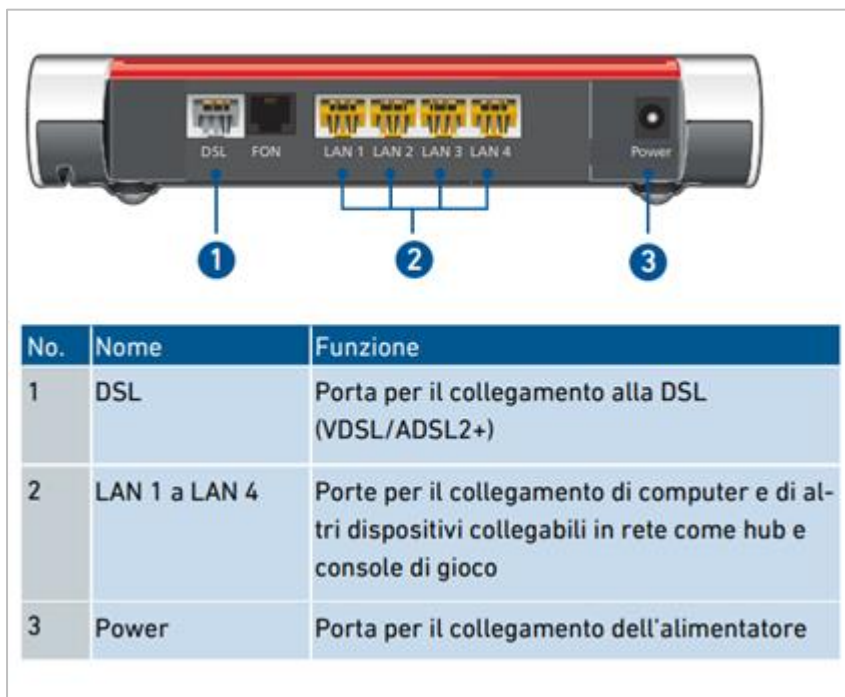 DSL FON LAN 1 LAN 2 LAN 3 LAN 4 Power
1 2 3
No. Nome Funzione
1 DSL Porta per il collegamento alla DSL
(VDSL/ADSL2+)
2 LAN 1 a LAN 4 Porte per il collegamento di computer e di al-
tri dispositivi collegabili in rete come hub e
console di gioco
3 Power Porta per il collegamento dell'alimentatore